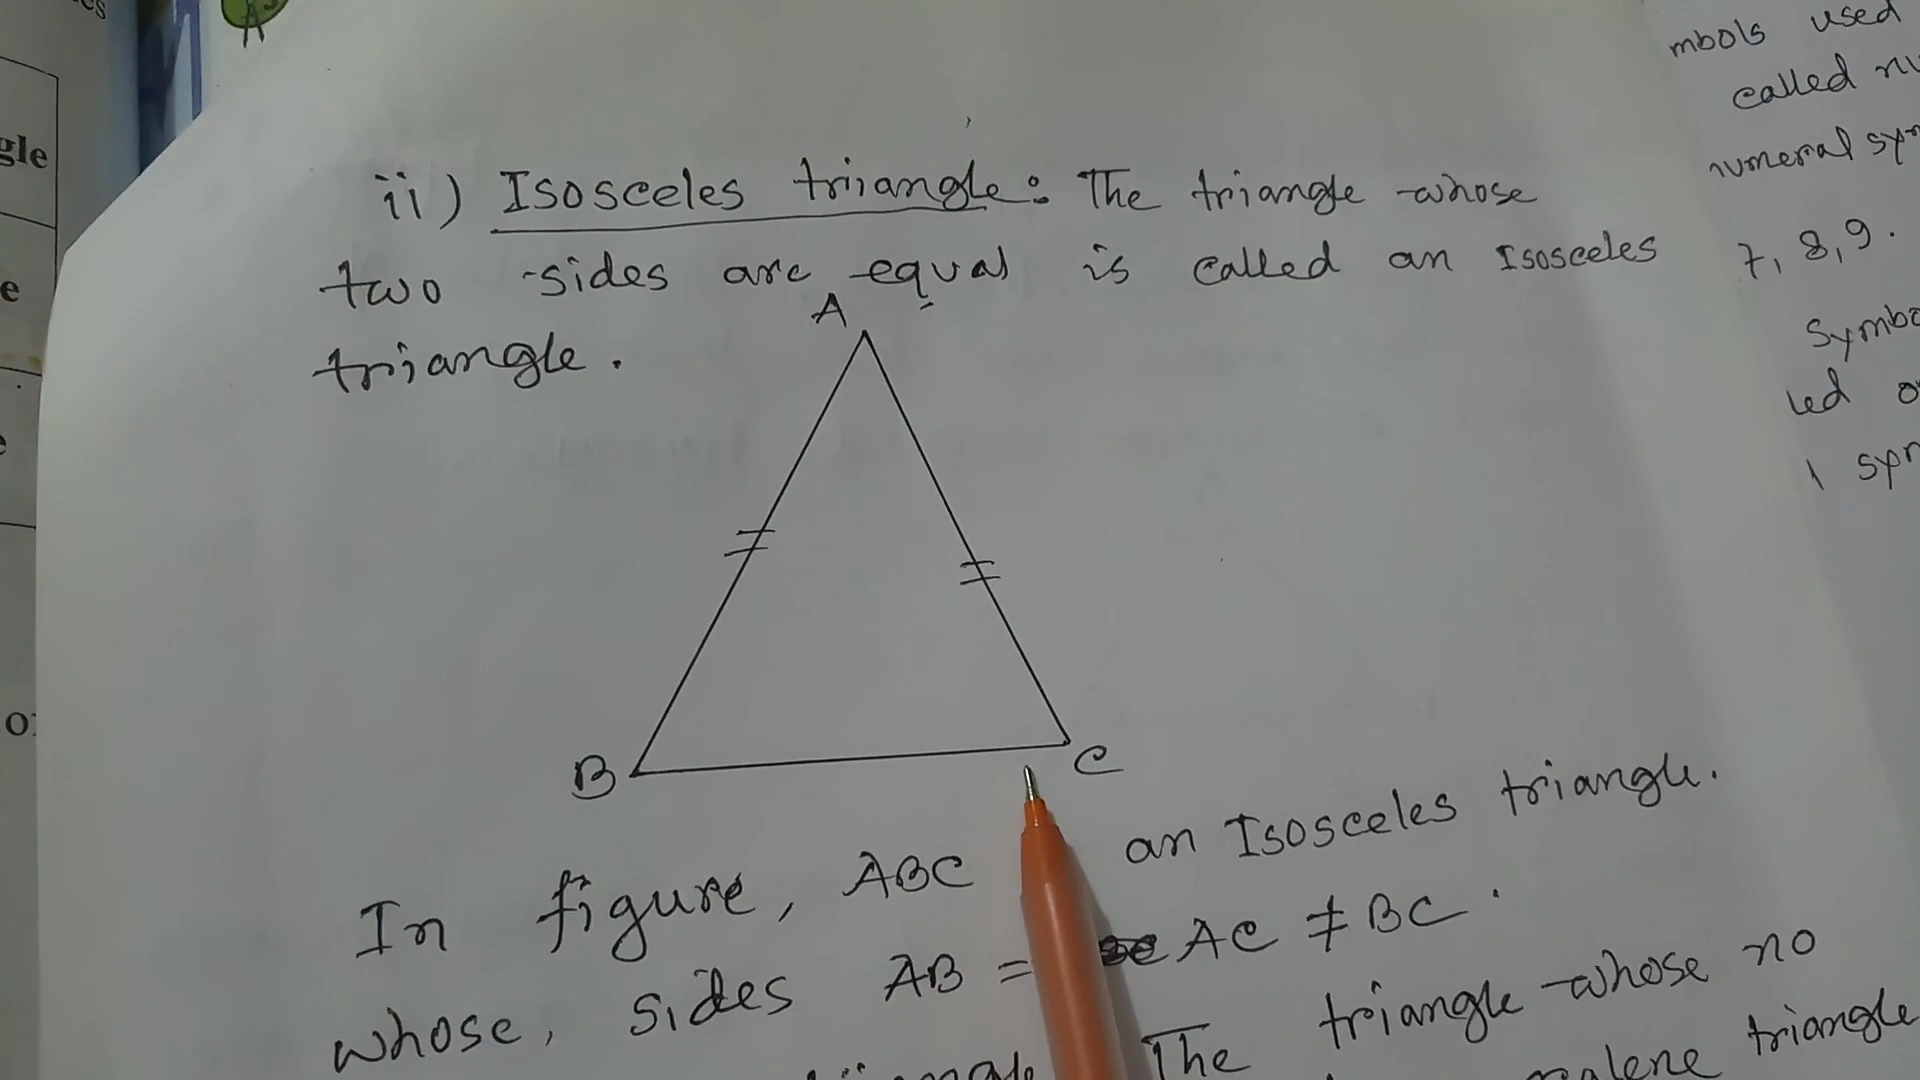 ii) Isosceles triangle: The triangle whose
two sides are equal is called an Isosceles
triangle.
A
B
C
In figure, ABC an Isosceles triangle.
whose, sides AB = AC ≠ BC.
The triangle whose no
triangle
mbols used
called
numeral
7, 8, 9.
gle
e